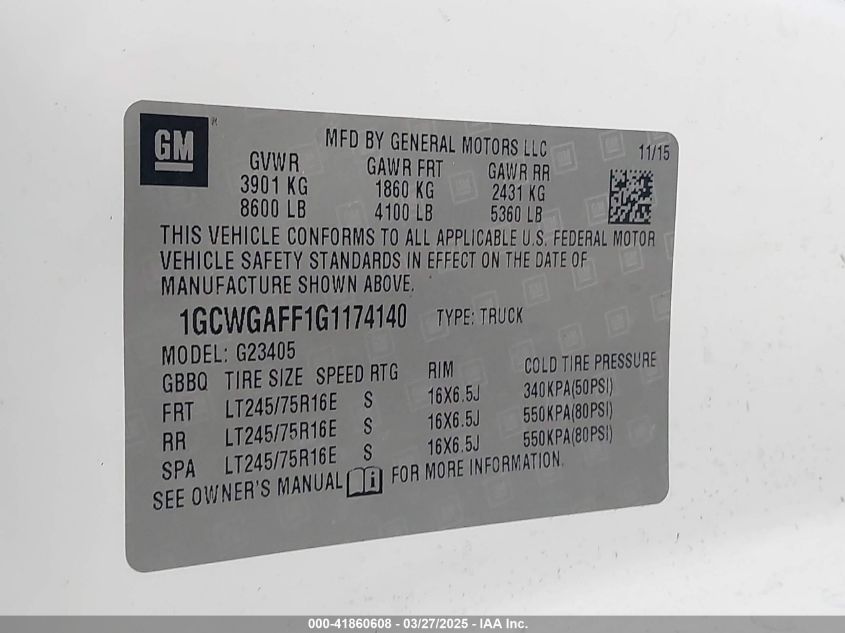 GM
MFD BY GENERAL MOTORS LLC 11/15
GVWR GAWR FRT GAWR RR
3901 KG 1860 KG 2431 KG
8600 LB 4100 LB 5360 LB
THIS VEHICLE CONFORMS TO ALL APPLICABLE U.S. FEDERAL MOTOR
VEHICLE SAFETY STANDARDS IN EFFECT ON THE DATE OF
MANUFACTURE SHOWN ABOVE.
1GCWGAFF1G1174140 TYPE: TRUCK
MODEL: G23405
GBBQ TIRE SIZE SPEED RTG RIM COLD TIRE PRESSURE
FRT LT245/75R16E S 16X6.5J 340KPA(50PSI)
RR LT245/75R16E S 16X6.5J 550KPA(80PSI)
SPA LT245/75R16E S 16X6.5J 550KPA(80PSI)
SEE OWNER'S MANUAL FOR MORE INFORMATION.
000-41860608 - 03/27/2025 - IAA Inc.